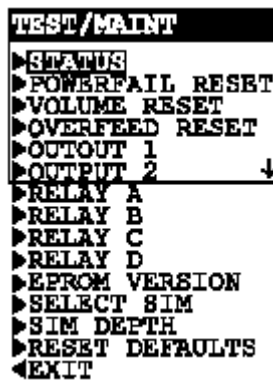 TEST/MAINT
STATUS
POWERFAIL RESET
VOLUME RESET
OVERFEED RESET
OUTOUT 1
OUTPUT 2
RELAY A
RELAY B
RELAY C
RELAY D
EPROM VERSION
SELECT SIM
SIM DEPTH
RESET DEFAULTS
EXIT